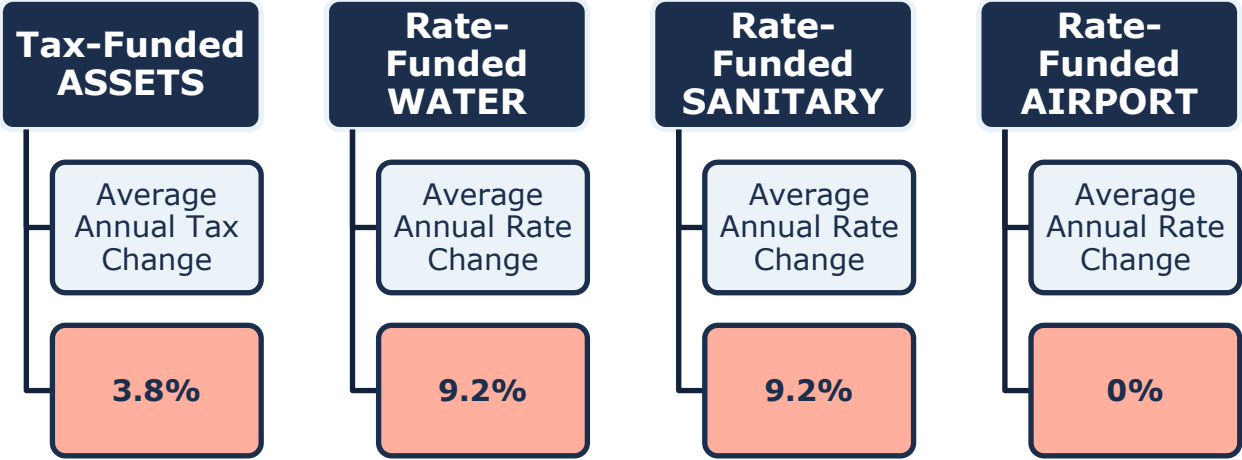 Tax-Funded
ASSETS
Average
Annual Tax
Change
3.8%
Rate-
Funded
WATER
Average
Annual Rate
Change
9.2%
Rate-
Funded
SANITARY
Average
Annual Rate
Change
9.2%
Rate-
Funded
AIRPORT
Average
Annual Rate
Change
0%